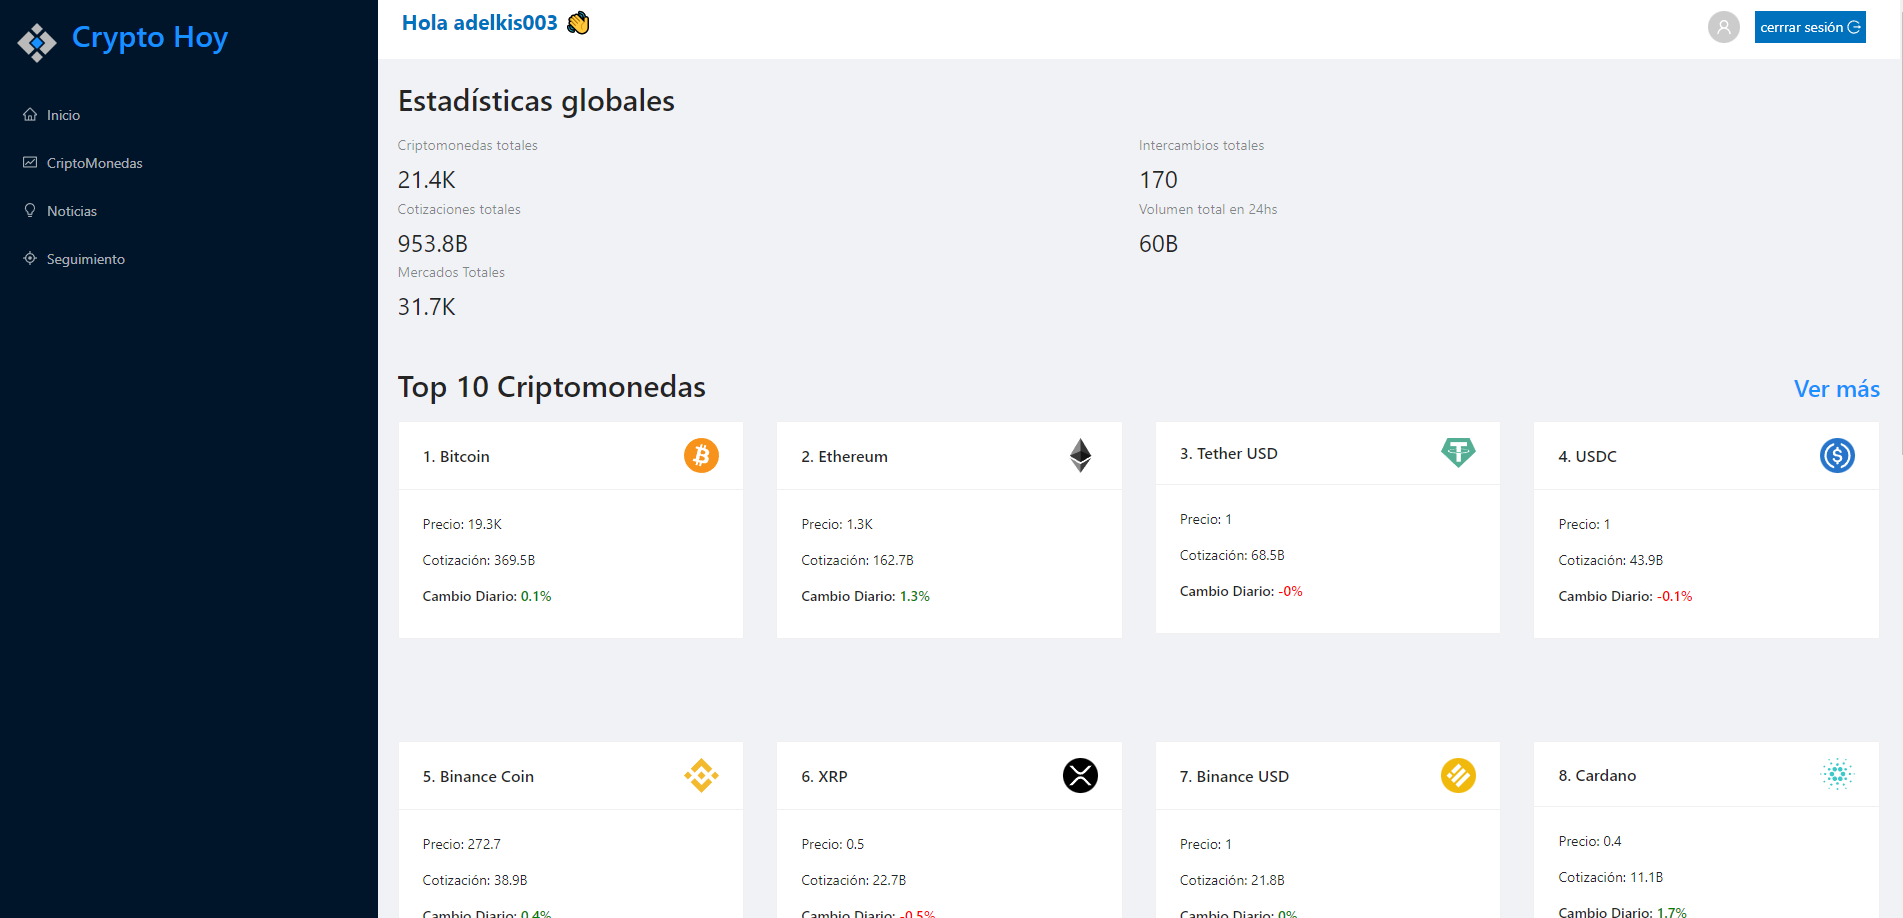 Crypto Hoy
Inicio
CriptoMonedas
Noticias
Seguimiento
Hola adelkis003 👋
cerrrar sesión
Estadísticas globales
Criptomonedas totales
21.4K
Intercambios totales
170
Cotizaciones totales
953.8B
Volumen total en 24hs
60B
Mercados Totales
31.7K
Top 10 Criptomonedas
Ver más
1. Bitcoin
Precio: 19.3K
Cotización: 369.5B
Cambio Diario: 0.1%
2. Ethereum
Precio: 1.3K
Cotización: 162.7B
Cambio Diario: 1.3%
3. Tether USD
Precio: 1
Cotización: 68.5B
Cambio Diario: -0%
4. USDC
Precio: 1
Cotización: 43.9B
Cambio Diario: -0.1%
5. Binance Coin
Precio: 272.7
Cotización: 38.9B
Cambio Diario: 0.4%
6. XRP
Precio: 0.5
Cotización: 22.7B
Cambio Diario: -0.5%
7. Binance USD
Precio: 1
Cotización: 21.8B
Cambio Diario: 0%
8. Cardano
Precio: 0.4
Cotización: 11.1B
Cambio Diario: 1.7%